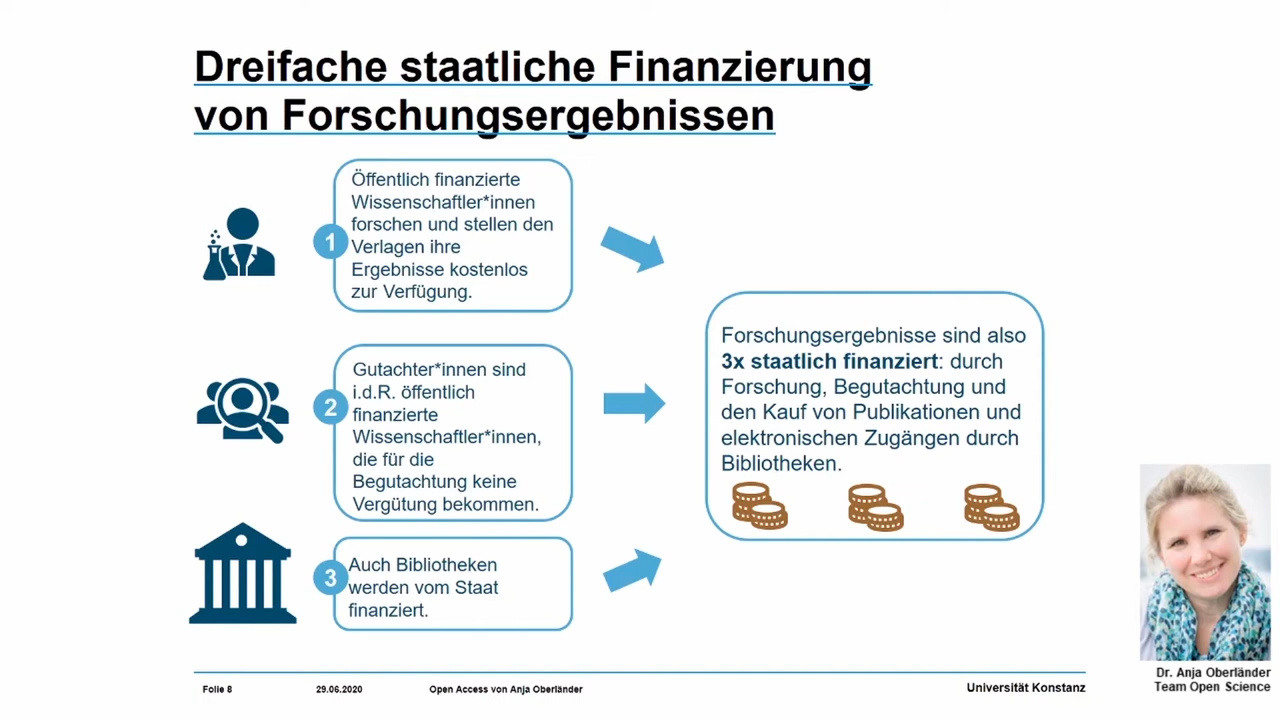 Dreifache staatliche Finanzierung
von Forschungsergebnissen
1
Öffentlich finanzierte
Wissenschaftler*innen
forschen und stellen den
Verlagen ihre
Ergebnisse kostenlos
zur Verfügung.
2
Gutachter*innen sind
i.d.R. öffentlich
finanzierte
Wissenschaftler*innen,
die für die
Begutachtung keine
Vergütung bekommen.
3
Auch Bibliotheken
werden vom Staat
finanziert.
Forschungsergebnisse sind also
3x staatlich finanziert: durch
Forschung, Begutachtung und
den Kauf von Publikationen und
elektronischen Zugängen durch
Bibliotheken.
Dr. Anja Oberländer
Team Open Science
Folie 8 29.06.2020 Open Access von Anja Oberländer Universität Konstanz